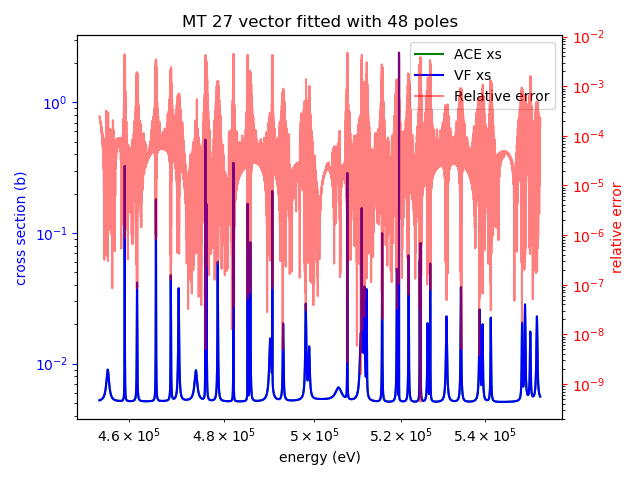 MT 27 vector fitted with 48 poles
ACE xs
VF xs
Relative error
10⁰
10⁻¹
10⁻²
cross section (b)
10⁻²
10⁻³
10⁻⁴
10⁻⁵
10⁻⁶
10⁻⁷
10⁻⁸
10⁻⁹
relative error
4.6 × 10⁵
4.8 × 10⁵
5 × 10⁵
5.2 × 10⁵
5.4 × 10⁵
energy (eV)